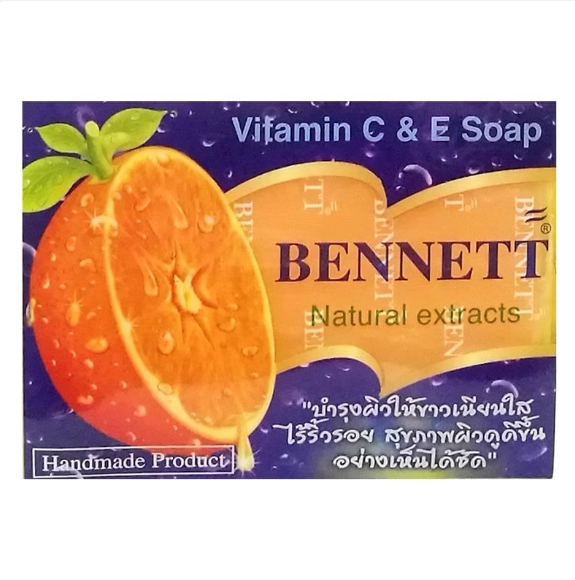 Vitamin C & E Soap
BENNETT®
Natural extracts
"บำรุงผิวให้ขาวเนียนใส
ไร้ริ้วรอย สุขภาพผิวดูดีขึ้น
อย่างเห็นได้ชัด"
Handmade Product